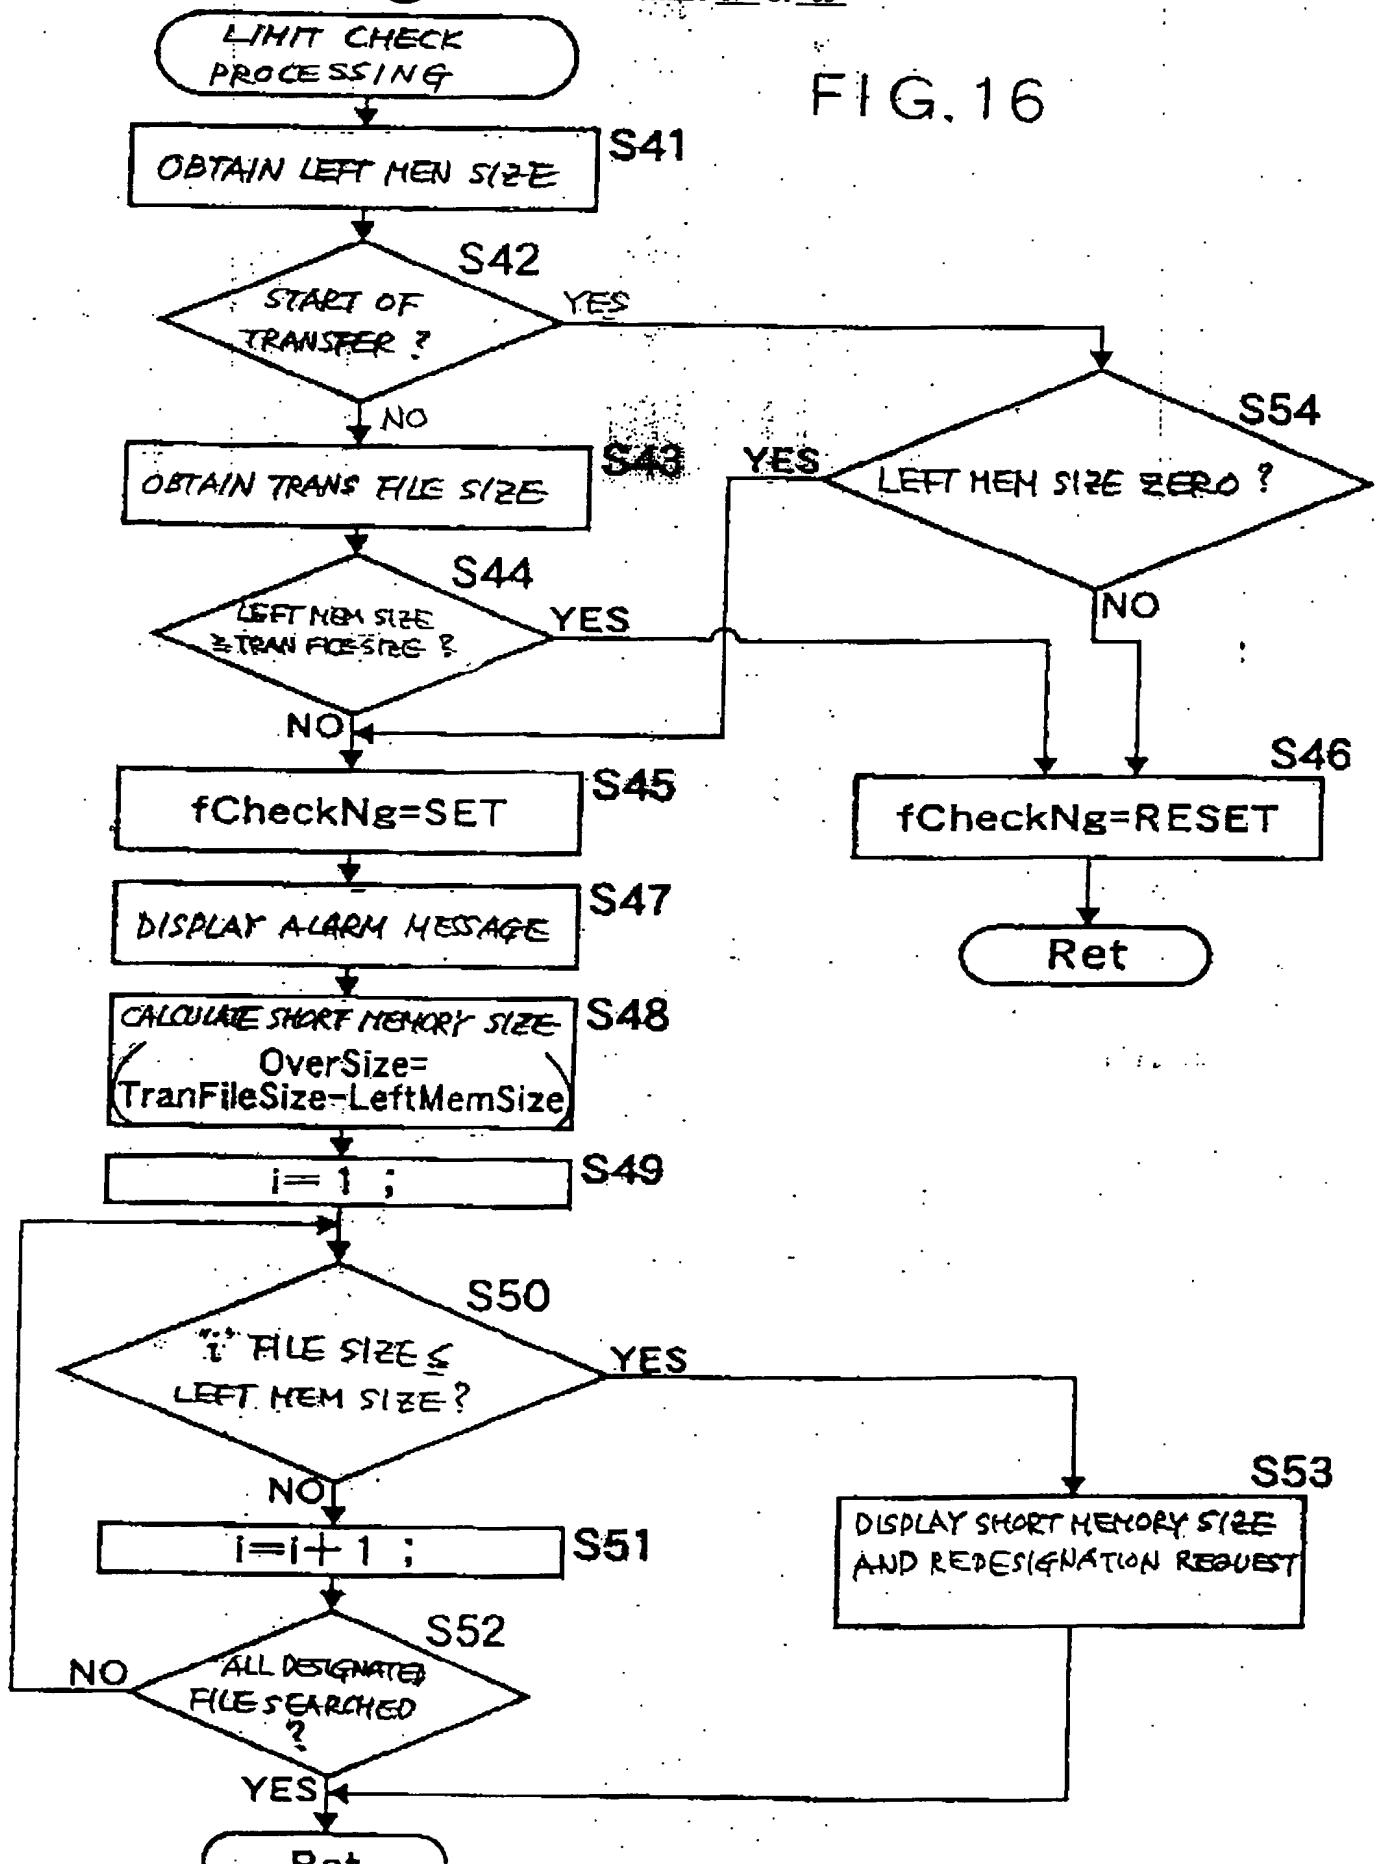 LIMIT CHECK
PROCESSING
FIG.16
S41
OBTAIN LEFT MEN SIZE
S42
START OF
TRANSFER ?
YES
NO
S43
OBTAIN TRANS FILE SIZE
S54
YES
LEFT MEM SIZE ZERO ?
NO
S44
LEFT MEM SIZE
≥TRAN FILE SIZE ?
YES
NO
S45
fCheckNg=SET
S46
fCheckNg=RESET
Ret
S47
DISPLAY ALARM MESSAGE
S48
CALCULATE SHORT MEMORY SIZE
(OverSize=
TranFileSize-LeftMemSize)
S49
i=1 ;
S50
"i" FILE SIZE ≤
LEFT MEM SIZE?
YES
NO
S51
i=i+1 ;
S53
DISPLAY SHORT MEMORY SIZE
AND REDESIGNATION REQUEST
S52
ALL DESIGNATED
FILE SEARCHED
?
NO
YES
Ret